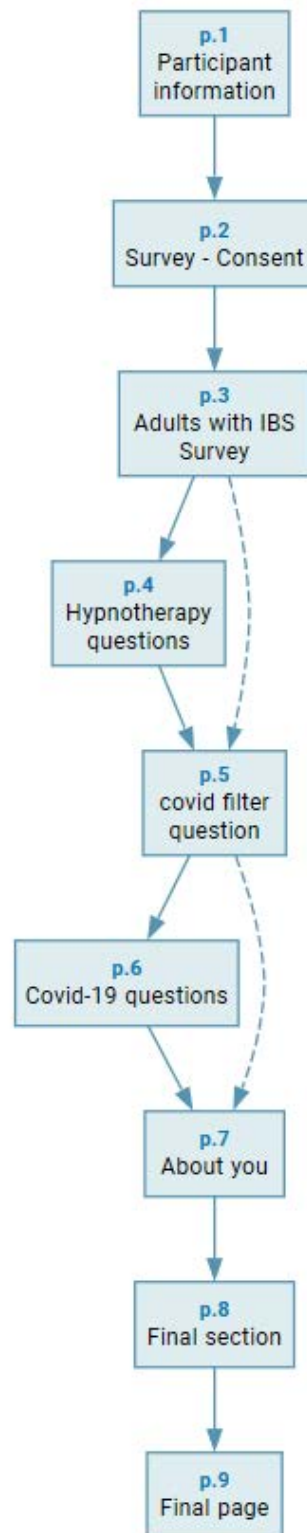 p.1
Participant
information
p.2
Survey - Consent
p.3
Adults with IBS
Survey
p.4
Hypnotherapy
questions
p.5
covid filter
question
p.6
Covid-19 questions
p.7
About you
p.8
Final section
p.9
Final page